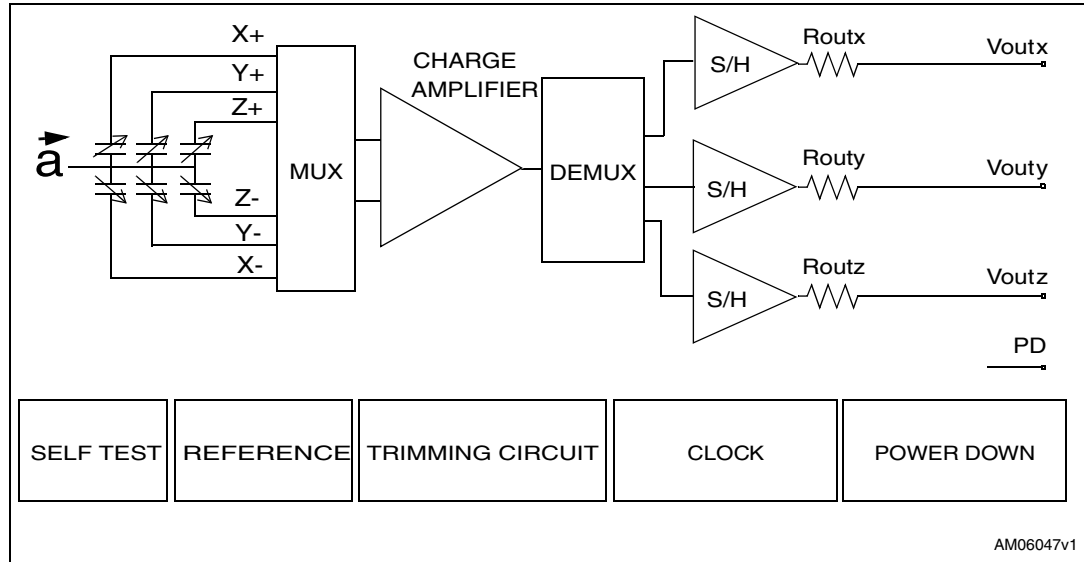 X+
Y+
Z+
a
Z-
Y-
X-
MUX
CHARGE
AMPLIFIER
DEMUX
S/H
Routx
Voutx
S/H
Routy
Vouty
S/H
Routz
Voutz
PD
SELF TEST
REFERENCE
TRIMMING CIRCUIT
CLOCK
POWER DOWN
AM06047v1